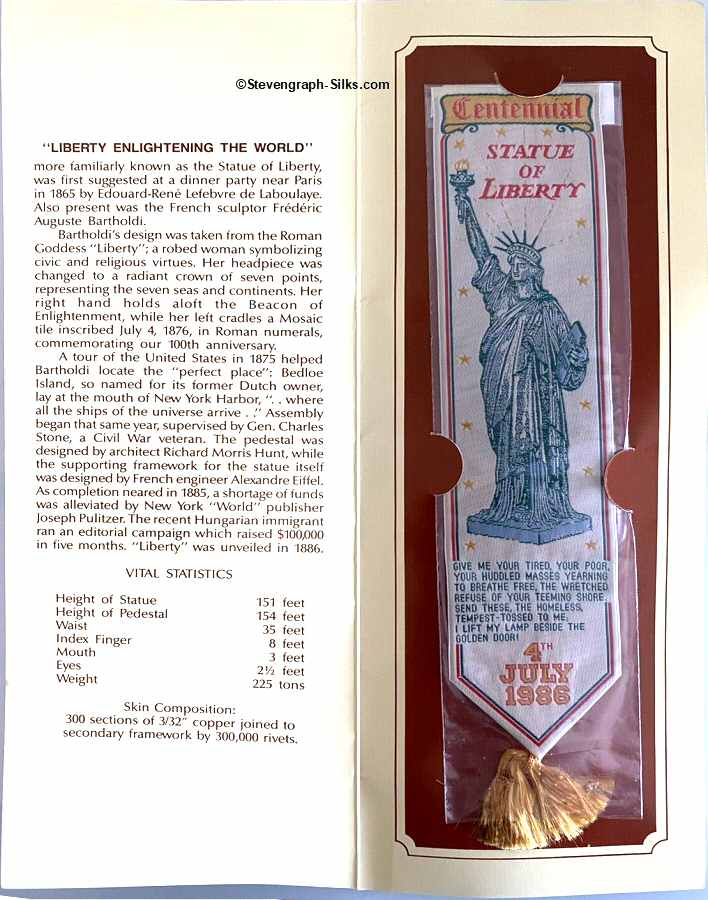 ©Stevengraph-Silks.com
"LIBERTY ENLIGHTENING THE WORLD"
more familiarly known as the Statue of Liberty,
was first suggested at a dinner party near Paris
in 1865 by Edouard-René Lefebvre de Laboulaye.
Also present was the French sculptor Frédéric
Auguste Bartholdi.
Bartholdi's design was taken from the Roman
Goddess "Liberty"; a robed woman symbolizing
civic and religious virtues. Her headpiece was
changed to a radiant crown of seven points,
representing the seven seas and continents. Her
right hand holds aloft the Beacon of
Enlightenment, while her left cradles a Mosaic
tile inscribed July 4, 1876, in Roman numerals,
commemorating our 100th anniversary.
A tour of the United States in 1875 helped
Bartholdi locate the "perfect place"; Bedloe
Island, so named for its former Dutch owner,
lay at the mouth of New York Harbor, ". . where
all the ships of the universe arrive . ." Assembly
began that same year, supervised by Gen. Charles
Stone, a Civil War veteran. The pedestal was
designed by architect Richard Morris Hunt, while
the supporting framework for the statue itself
was designed by French engineer Alexandre Eiffel.
As completion neared in 1885, a shortage of funds
was alleviated by New York "World" publisher
Joseph Pulitzer. The recent Hungarian immigrant
ran an editorial campaign which raised $100,000
in five months. "Liberty" was unveiled in 1886.
VITAL STATISTICS
Height of Statue 151 feet
Height of Pedestal 154 feet
Waist 35 feet
Index Finger 8 feet
Mouth 3 feet
Eyes 2½ feet
Weight 225 tons
Skin Composition:
300 sections of 3/32" copper joined to
secondary framework by 300,000 rivets.
Centennial
STATUE
OF
LIBERTY
GIVE ME YOUR TIRED, YOUR POOR,
YOUR HUDDLED MASSES YEARNING
TO BREATHE FREE, THE WRETCHED
REFUSE OF YOUR TEEMING SHORE.
SEND THESE, THE HOMELESS,
TEMPEST-TOSSED TO ME,
I LIFT MY LAMP BESIDE THE
GOLDEN DOOR!
4TH
JULY
1986